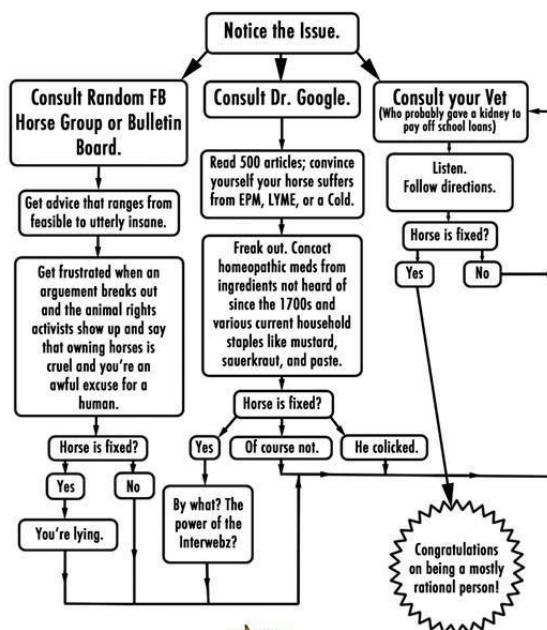 Notice the Issue.
Consult Random FB
Horse Group or Bulletin
Board.
Get advice that ranges from
feasible to utterly insane.
Get frustrated when an
arguement breaks out
and the animal rights
activists show up and say
that owning horses is
cruel and you're an
awful excuse for a
human.
Horse is fixed?
Yes
No
You're lying.
Consult Dr. Google.
Read 500 articles; convince
yourself your horse suffers
from EPM, LYME, or a Cold.
Freak out. Concoct
homeopathic meds from
ingredients not heard of
since the 1700s and
various current household
staples like mustard,
sauerkraut, and paste.
Horse is fixed?
Yes
Of course not.
He colicked.
By what? The
power of the
Interwebz?
Consult your Vet
(Who probably gave a kidney to
pay off school loans)
Listen.
Follow directions.
Horse is fixed?
Yes
No
Congratulations
on being a mostly
rational person!